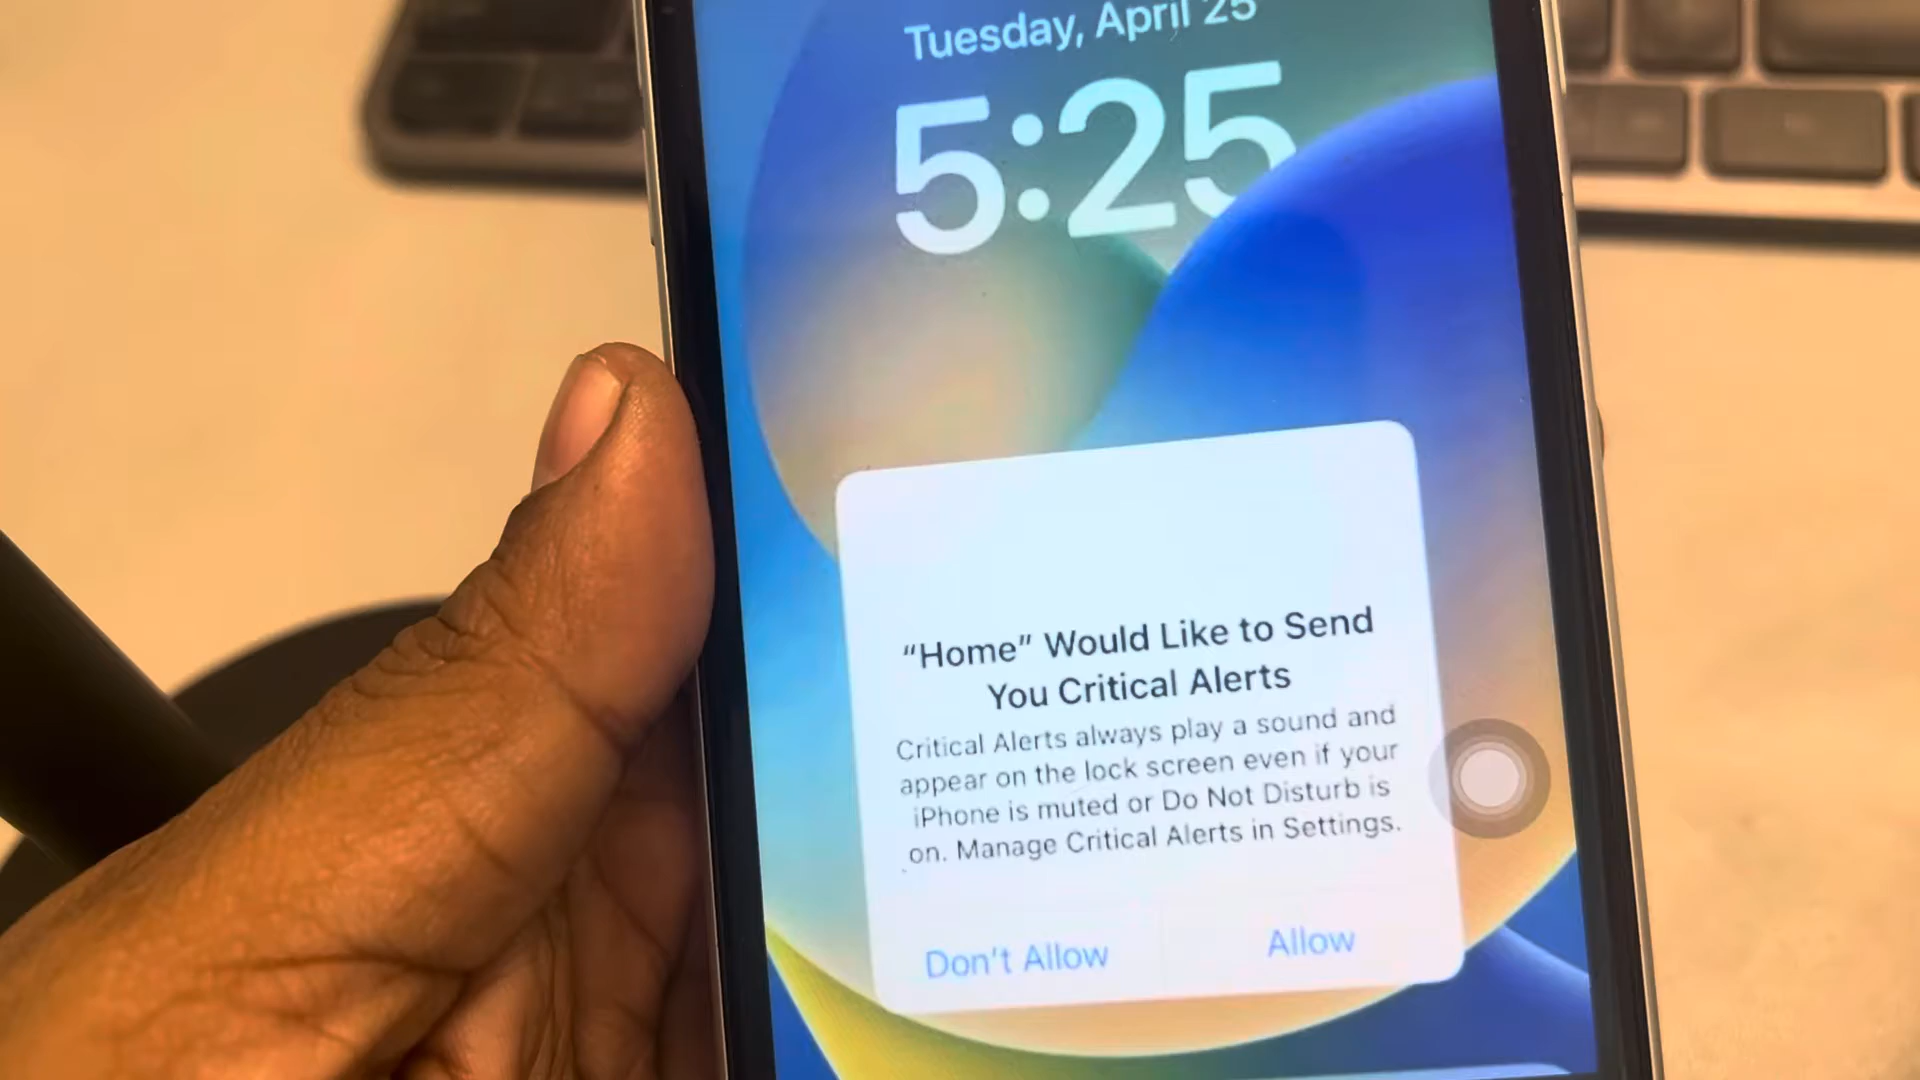 Tuesday, April 25
5:25
“Home” Would Like to Send
You Critical Alerts
Critical Alerts always play a sound and
appear on the lock screen even if your
iPhone is muted or Do Not Disturb is
on. Manage Critical Alerts in Settings.
Don't Allow
Allow